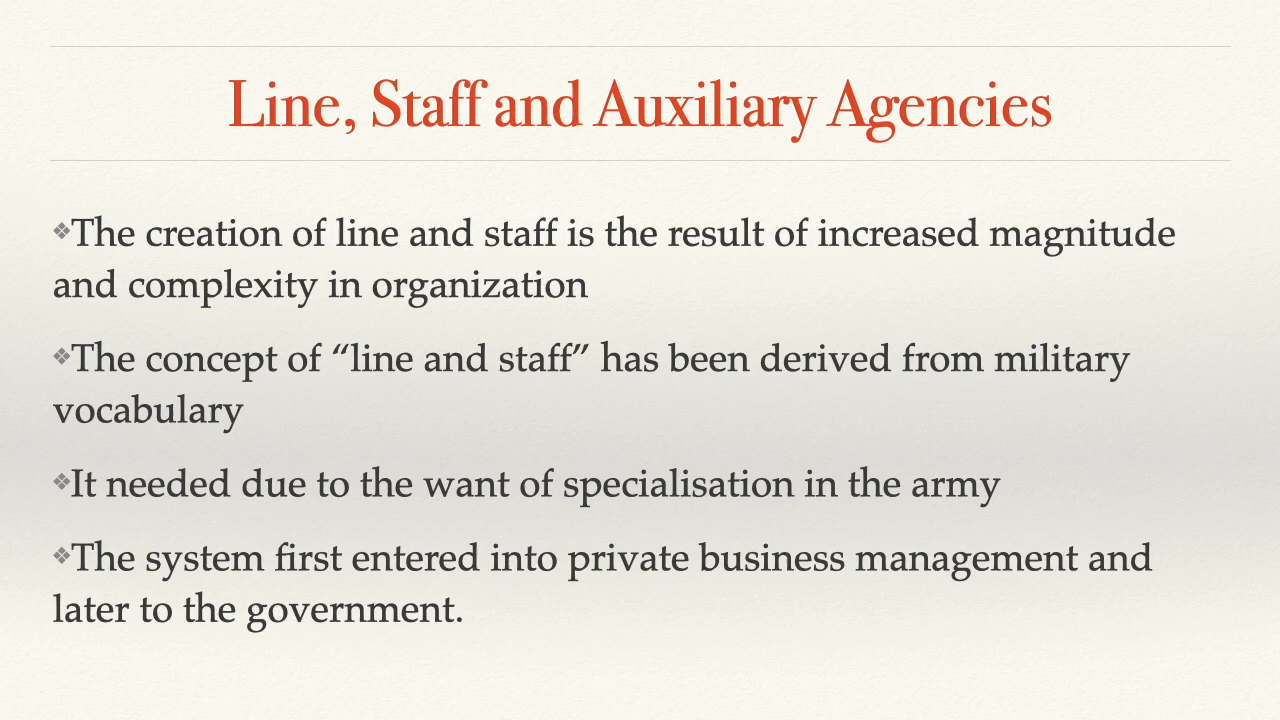 Line, Staff and Auxiliary Agencies
❖The creation of line and staff is the result of increased magnitude
and complexity in organization
❖The concept of “line and staff” has been derived from military
vocabulary
❖It needed due to the want of specialisation in the army
❖The system first entered into private business management and
later to the government.